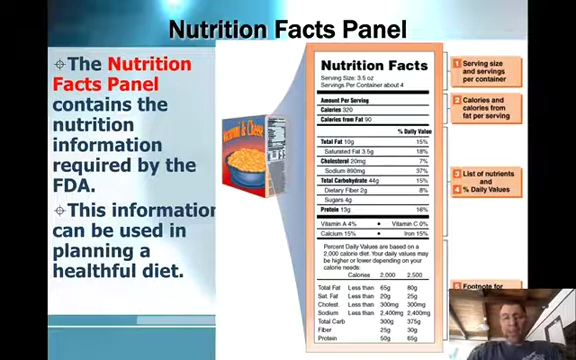 Nutrition Facts Panel
The Nutrition
Facts Panel
contains the
nutrition
information
required by the
FDA.
This information
can be used in
planning a
healthful diet.
Macaroni & Cheese
Nutrition Facts
Serving Size: 3.5 oz
Servings Per Container about 4
Amount Per Serving
Calories 320
Calories from Fat 90
% Daily Value
Total Fat 10g 15%
Saturated Fat 3.5g 18%
Cholesterol 20mg 7%
Sodium 890mg 37%
Total Carbohydrate 44g 15%
Dietary Fiber 2g 8%
Sugars 4g
Protein 13g 16%
Vitamin A 4% • Vitamin C 0%
Calcium 15% • Iron 15%
Percent Daily Values are based on a
2,000 calorie diet. Your daily values may
be higher or lower depending on your
calorie needs:
Calories 2,000 2,500
Total Fat Less than 65g 80g
Sat. Fat Less than 20g 25g
Cholest Less than 300mg 300mg
Sodium Less than 2,400mg 2,400mg
Total Carb 300g 375g
Fiber 25g 30g
Protein 50g 65g
1 Serving size
and servings
per container
2 Calories and
calories from
fat per serving
3 List of nutrients
and
4 % Daily Values
5 Footnote for